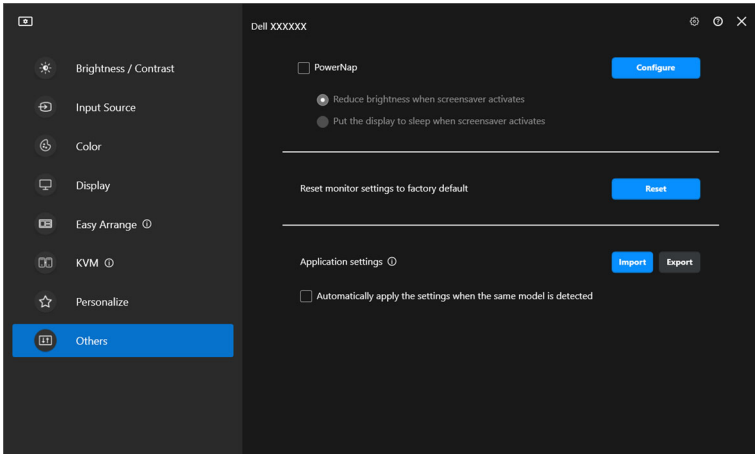 Dell XXXXXX
Brightness / Contrast
Input Source
Color
Display
Easy Arrange
KVM
Personalize
Others
PowerNap
Configure
Reduce brightness when screensaver activates
Put the display to sleep when screensaver activates
Reset monitor settings to factory default
Reset
Application settings
Import
Export
Automatically apply the settings when the same model is detected